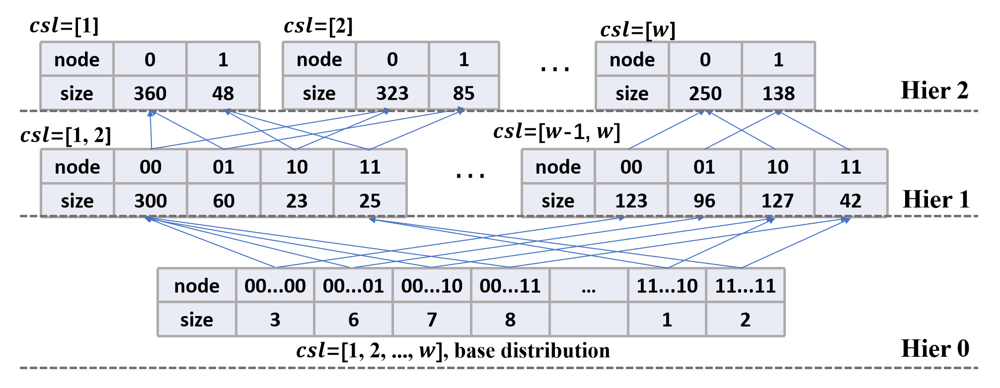 csl=[1] csl=[2] csl=[w]
node 0 1 node 0 1 ... node 0 1
size 360 48 size 323 85 size 250 138 Hier 2
csl=[1, 2] csl=[w-1, w]
node 00 01 10 11 ... node 00 01 10 11
size 300 60 23 25 size 123 96 127 42 Hier 1
node 00...00 00...01 00...10 00...11 ... 11...10 11...11
size 3 6 7 8 1 2
csl=[1, 2, ..., w], base distribution Hier 0